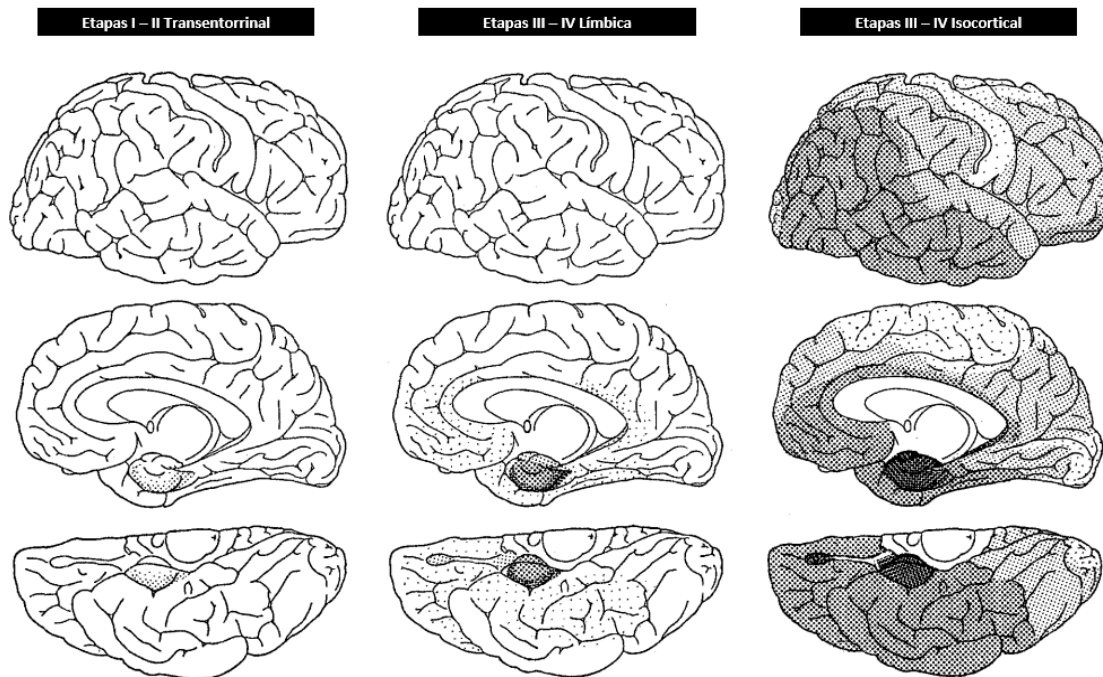 Etapas I – II Transentorrinal
Etapas III – IV Límbica
Etapas III – IV Isocortical